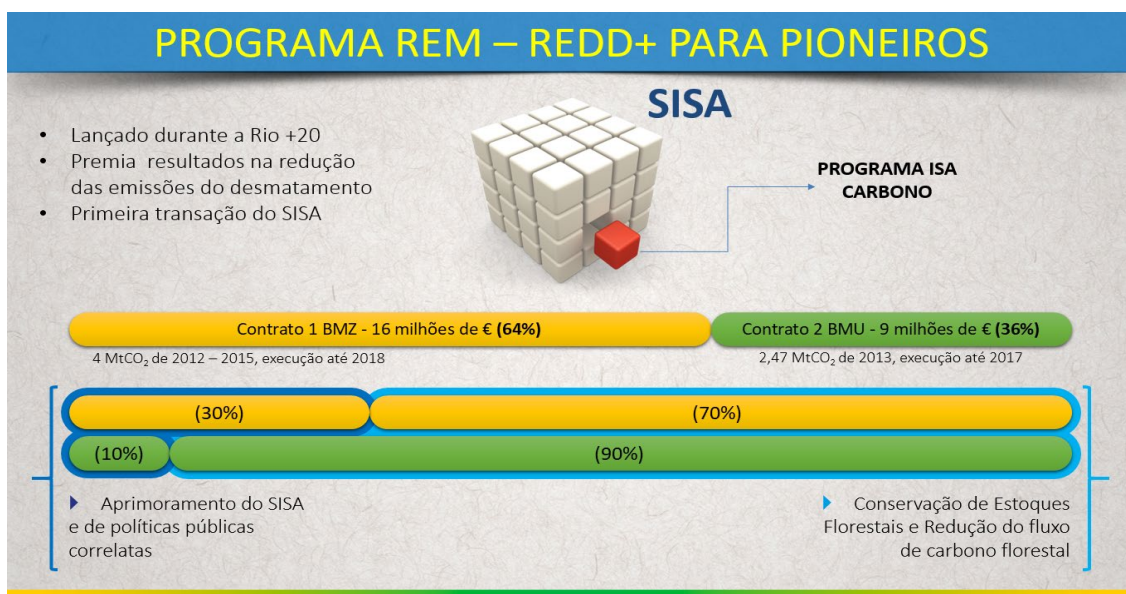 PROGRAMA REM – REDD+ PARA PIONEIROS
SISA
• Lançado durante a Rio +20
• Premia resultados na redução
das emissões do desmatamento
• Primeira transação do SISA
PROGRAMA ISA
CARBONO
Contrato 1 BMZ - 16 milhões de € (64%)
Contrato 2 BMU - 9 milhões de € (36%)
4 MtCO₂ de 2012 – 2015, execução até 2018
2,47 MtCO₂ de 2013, execução até 2017
(30%)
(70%)
(10%)
(90%)
Aprimoramento do SISA
e de políticas públicas
correlatas
Conservação de Estoques
Florestais e Redução do fluxo
de carbono florestal